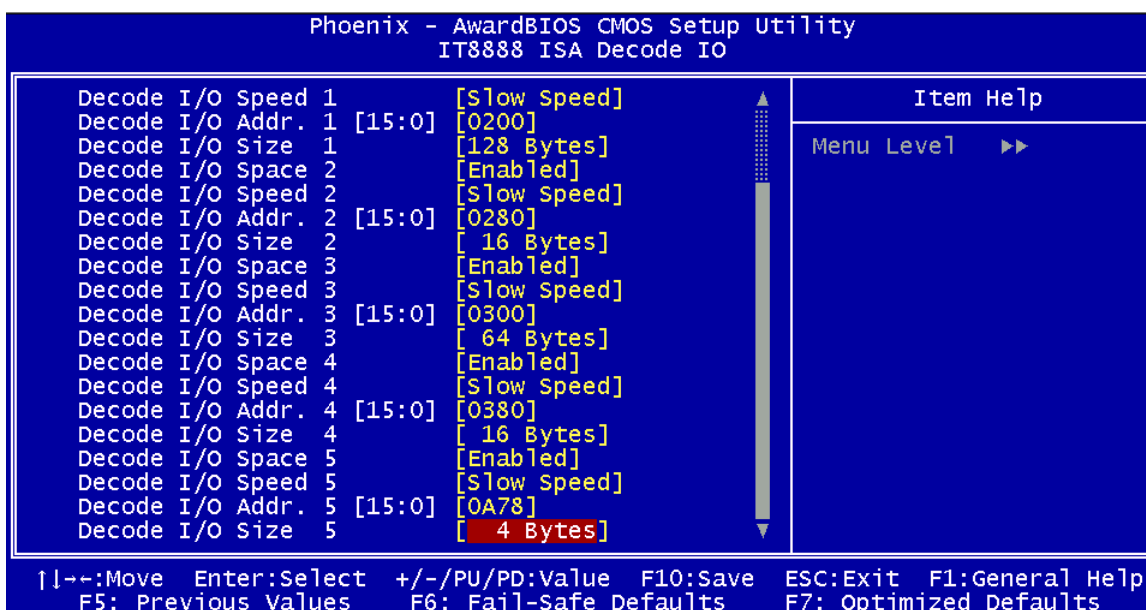 Phoenix - AwardBIOS CMOS Setup Utility
IT8888 ISA Decode IO
Decode I/O Speed 1 [Slow Speed]
Decode I/O Addr. 1 [15:0] [0200]
Decode I/O Size 1 [128 Bytes]
Decode I/O Space 2 [Enabled]
Decode I/O Speed 2 [Slow Speed]
Decode I/O Addr. 2 [15:0] [0280]
Decode I/O Size 2 [ 16 Bytes]
Decode I/O Space 3 [Enabled]
Decode I/O Speed 3 [Slow Speed]
Decode I/O Addr. 3 [15:0] [0300]
Decode I/O Size 3 [ 64 Bytes]
Decode I/O Space 4 [Enabled]
Decode I/O Speed 4 [Slow Speed]
Decode I/O Addr. 4 [15:0] [0380]
Decode I/O Size 4 [ 16 Bytes]
Decode I/O Space 5 [Enabled]
Decode I/O Speed 5 [Slow Speed]
Decode I/O Addr. 5 [15:0] [0A78]
Decode I/O Size 5 [ 4 Bytes]
Item Help
Menu Level ▶▶
↑↓→←:Move Enter:Select +/-/PU/PD:Value F10:Save ESC:Exit F1:General Help
F5: Previous Values F6: Fail-Safe Defaults F7: Optimized Defaults